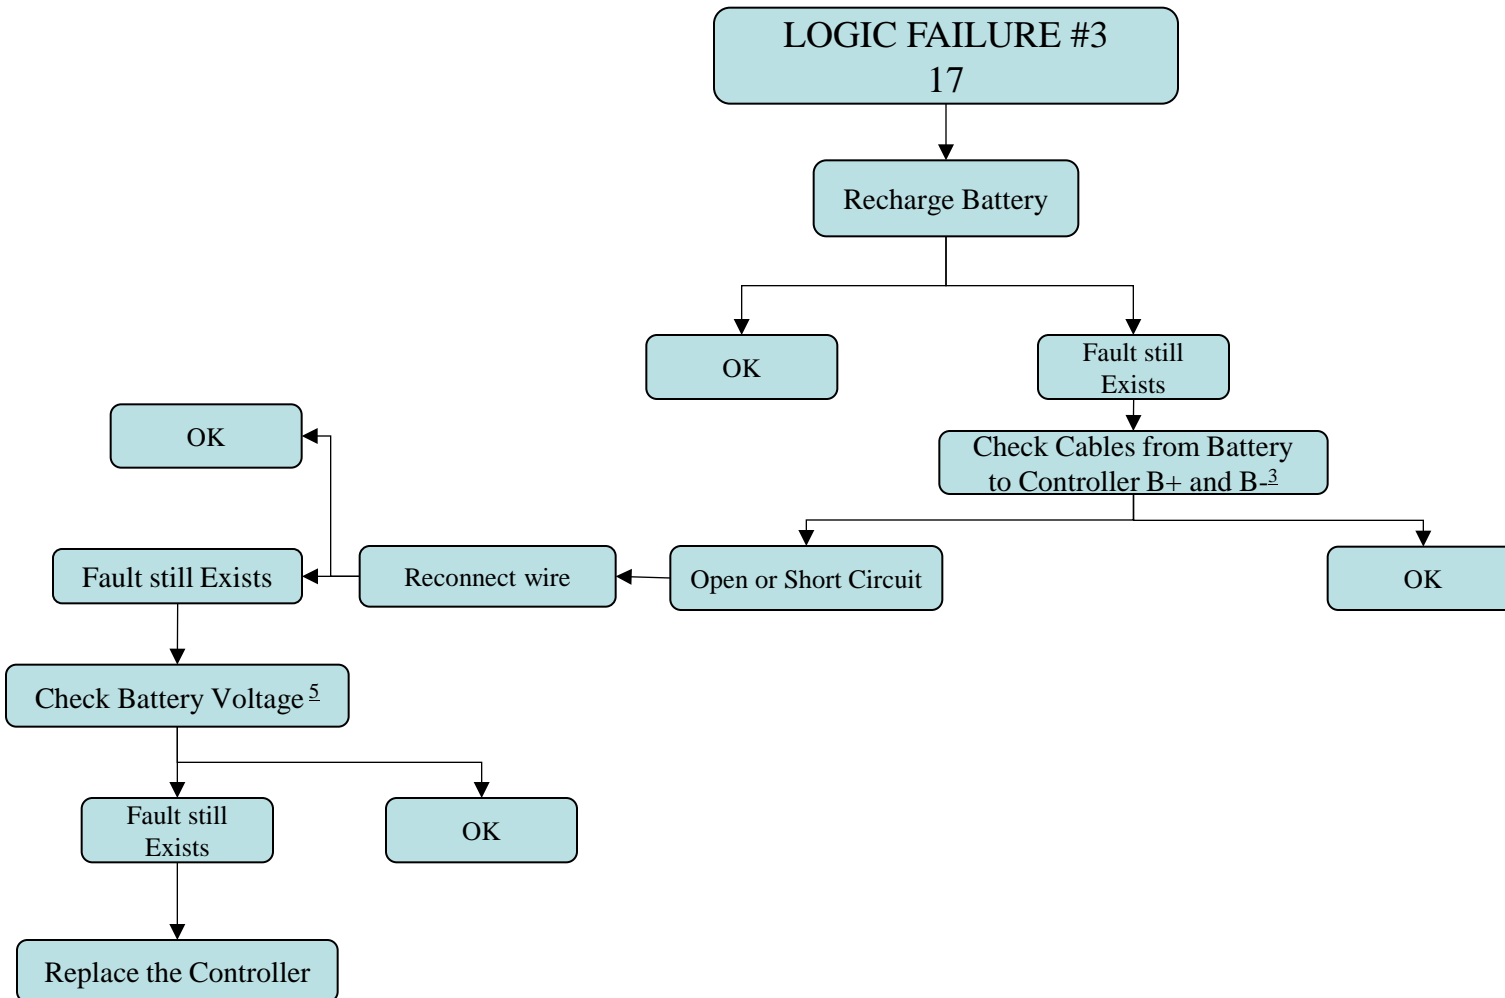 LOGIC FAILURE #3
17
Recharge Battery
OK
Fault still
Exists
OK
Check Cables from Battery
to Controller B+ and B-3
Fault still Exists
Reconnect wire
Open or Short Circuit
OK
Check Battery Voltage 5
Fault still
Exists
OK
Replace the Controller